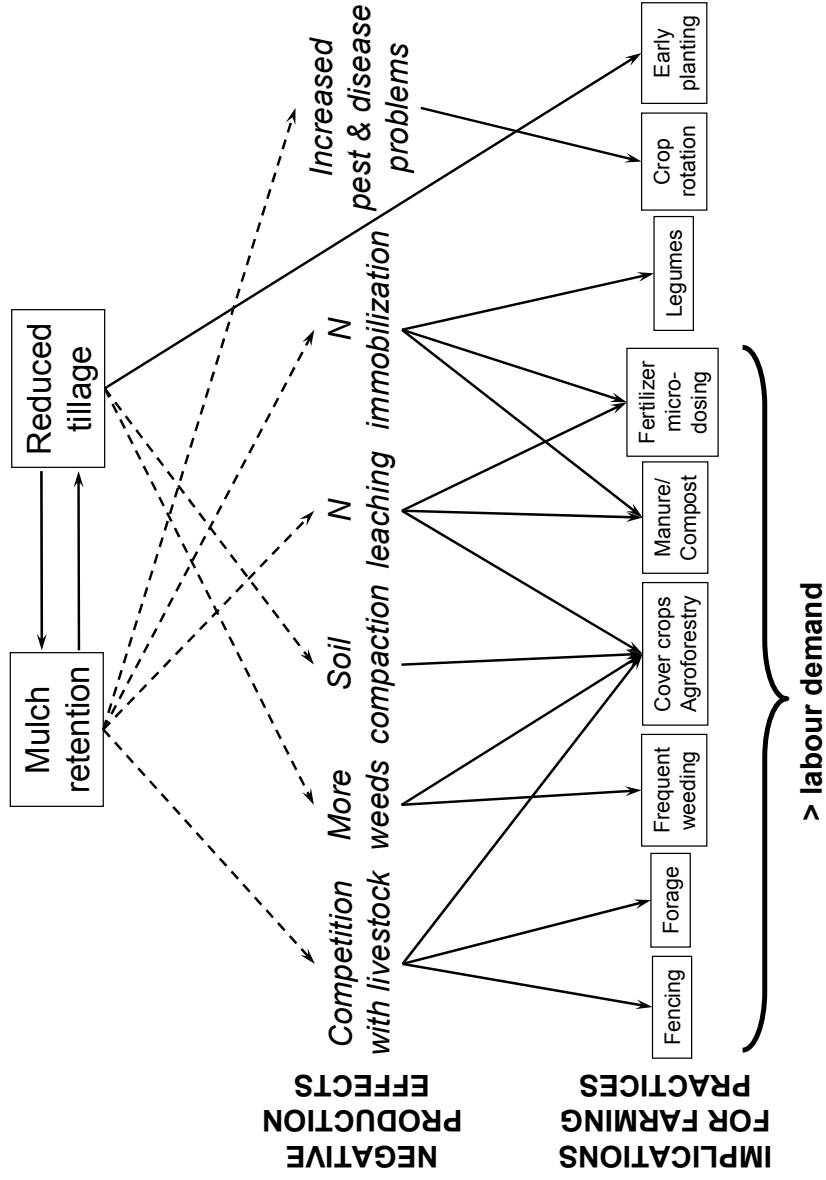 Mulch
retention
Reduced
tillage
NEGATIVE
PRODUCTION
EFFECTS
Competition
with livestock
More
weeds
Soil
compaction
N
leaching
N
immobilization
Increased
pest & disease
problems
IMPLICATIONS
FOR FARMING
PRACTICES
Fencing
Forage
Frequent
weeding
Cover crops
Agroforestry
Manure/
Compost
Fertilizer
micro-
dosing
Legumes
Crop
rotation
Early
planting
> labour demand